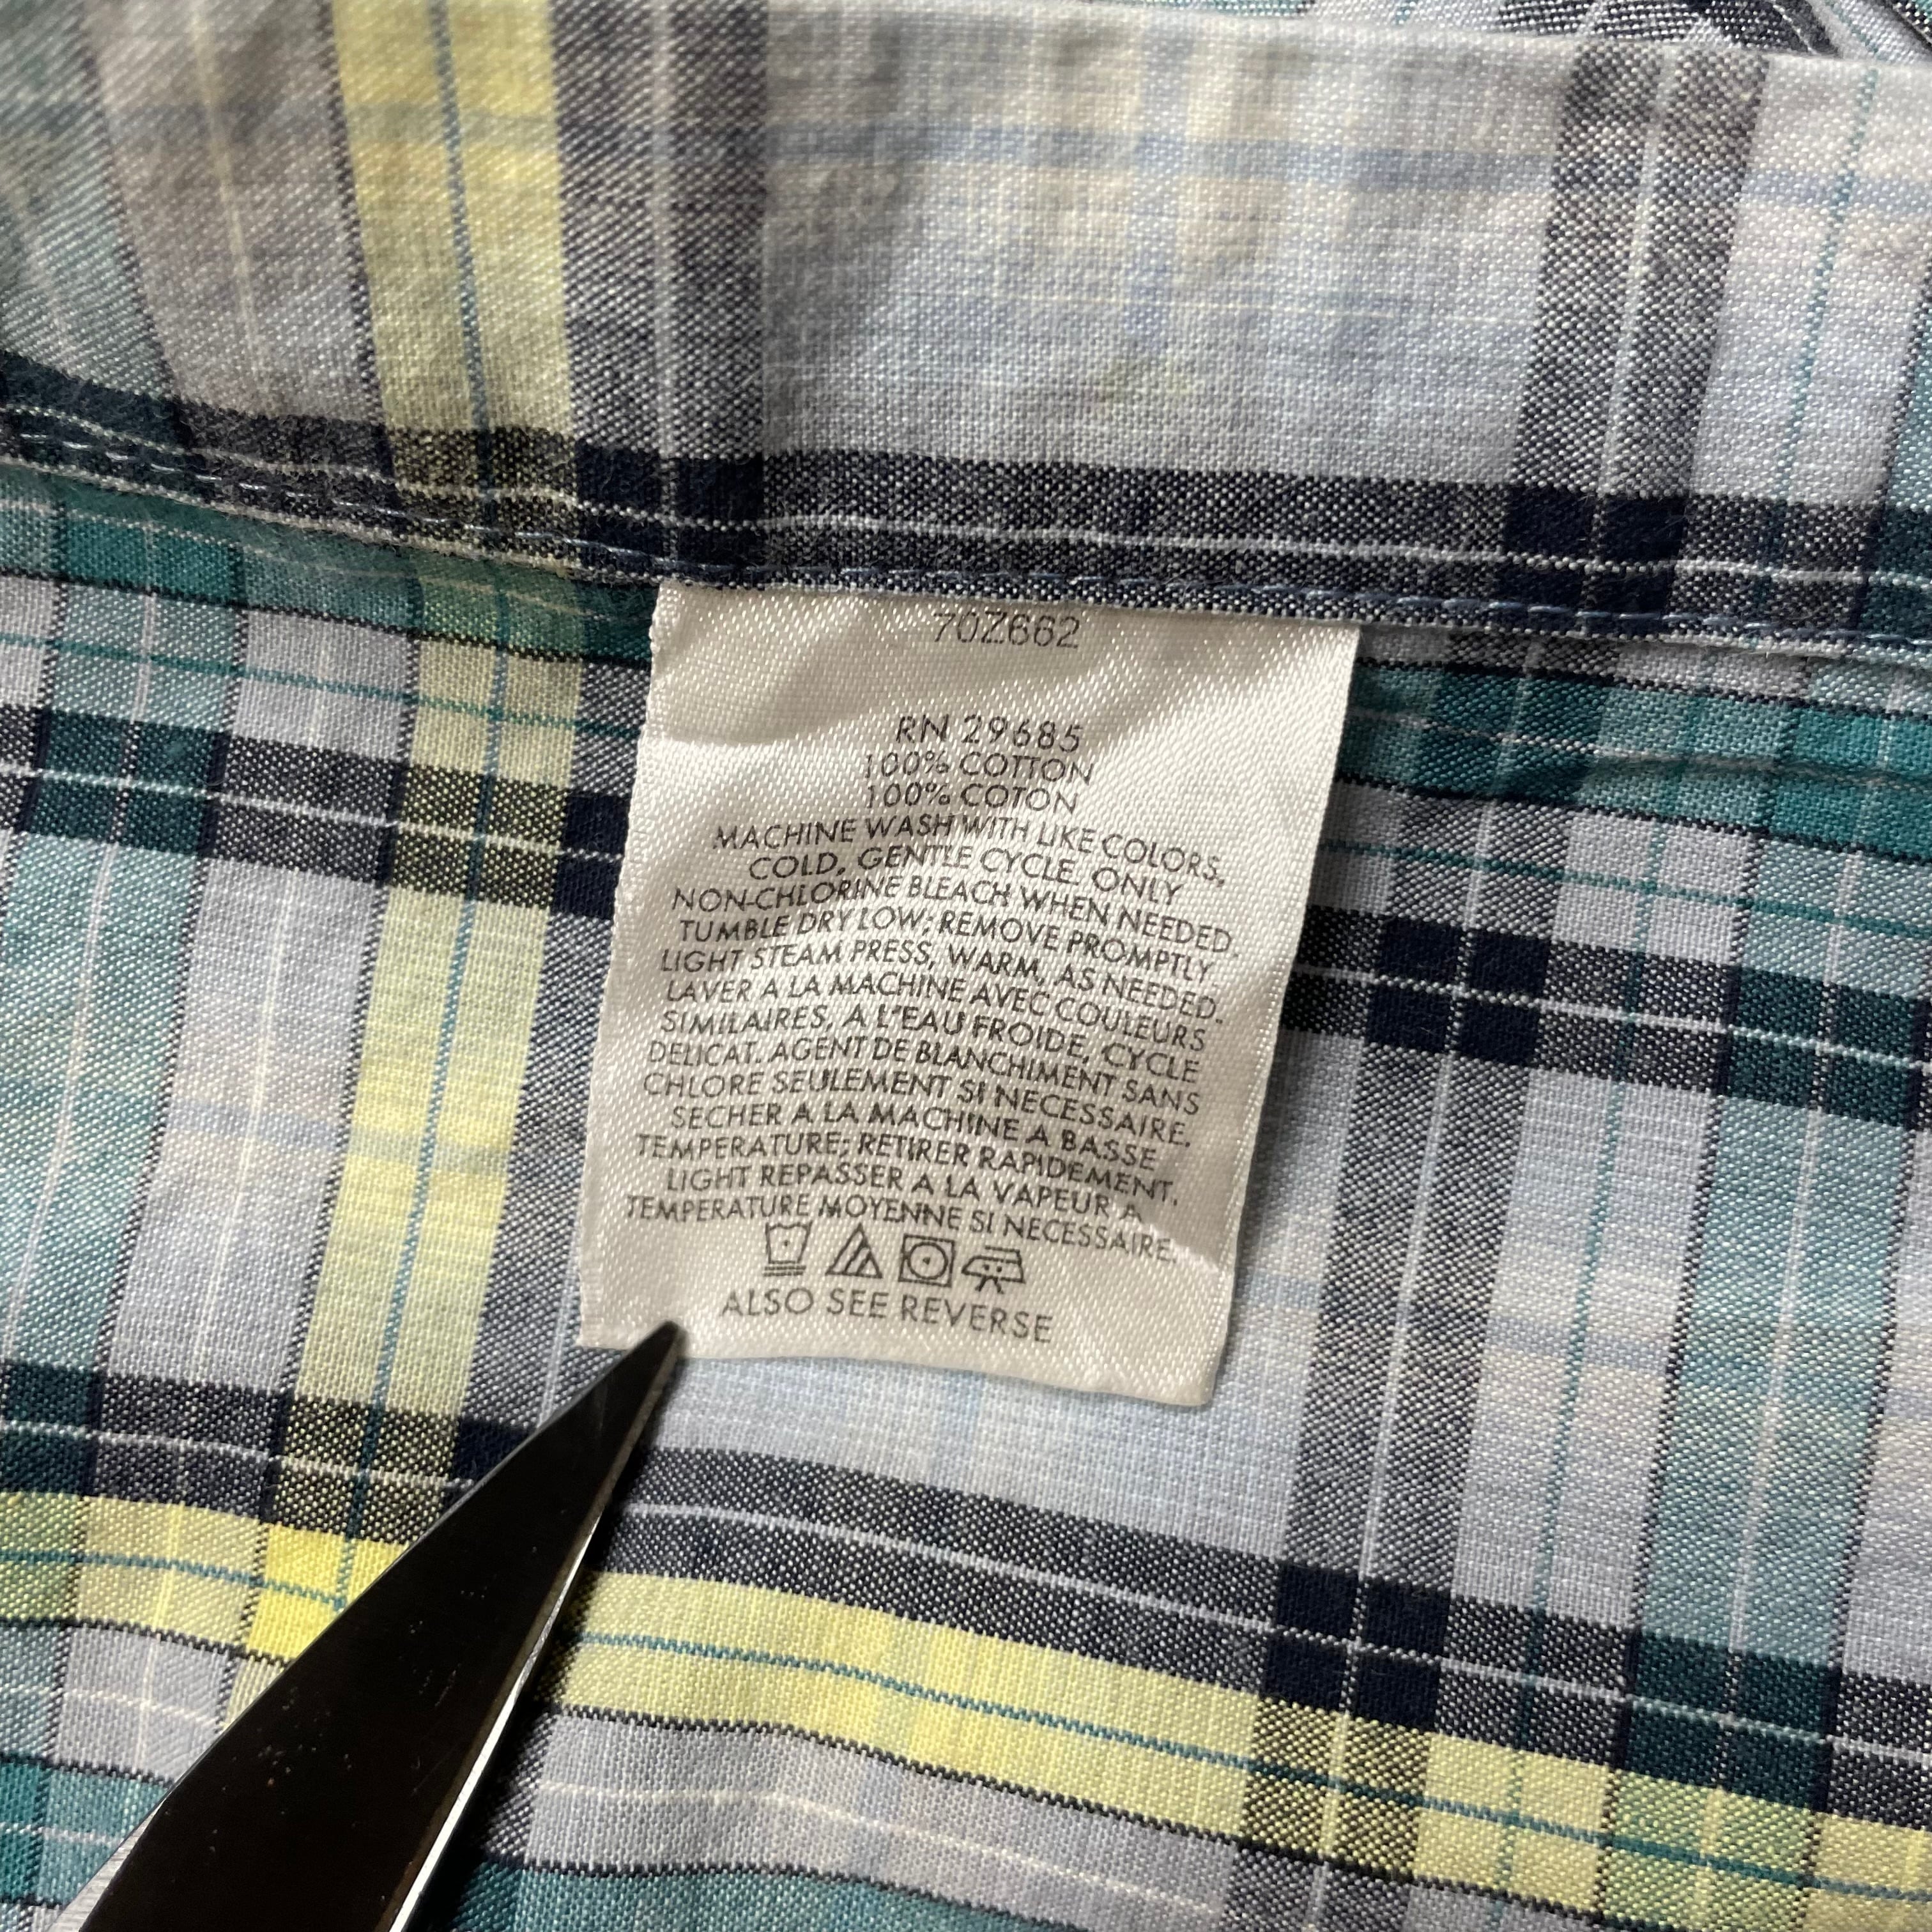 70Z662
RN 29685
100% COTTON
100% COTON
MACHINE WASH WITH LIKE COLORS,
COLD, GENTLE CYCLE. ONLY
NON-CHLORINE BLEACH WHEN NEEDED.
TUMBLE DRY LOW; REMOVE PROMPTLY
LIGHT STEAM PRESS, WARM, AS NEEDED.
LAVER A LA MACHINE AVEC COULEURS
SIMILAIRES, A L'EAU FROIDE, CYCLE
DELICAT. AGENT DE BLANCHIMENT SANS
CHLORE SEULEMENT SI NECESSAIRE.
SECHER A LA MACHINE A BASSE
TEMPERATURE; RETIRER RAPIDEMENT.
LIGHT REPASSER A LA VAPEUR A
TEMPERATURE MOYENNE SI NECESSAIRE.
ALSO SEE REVERSE